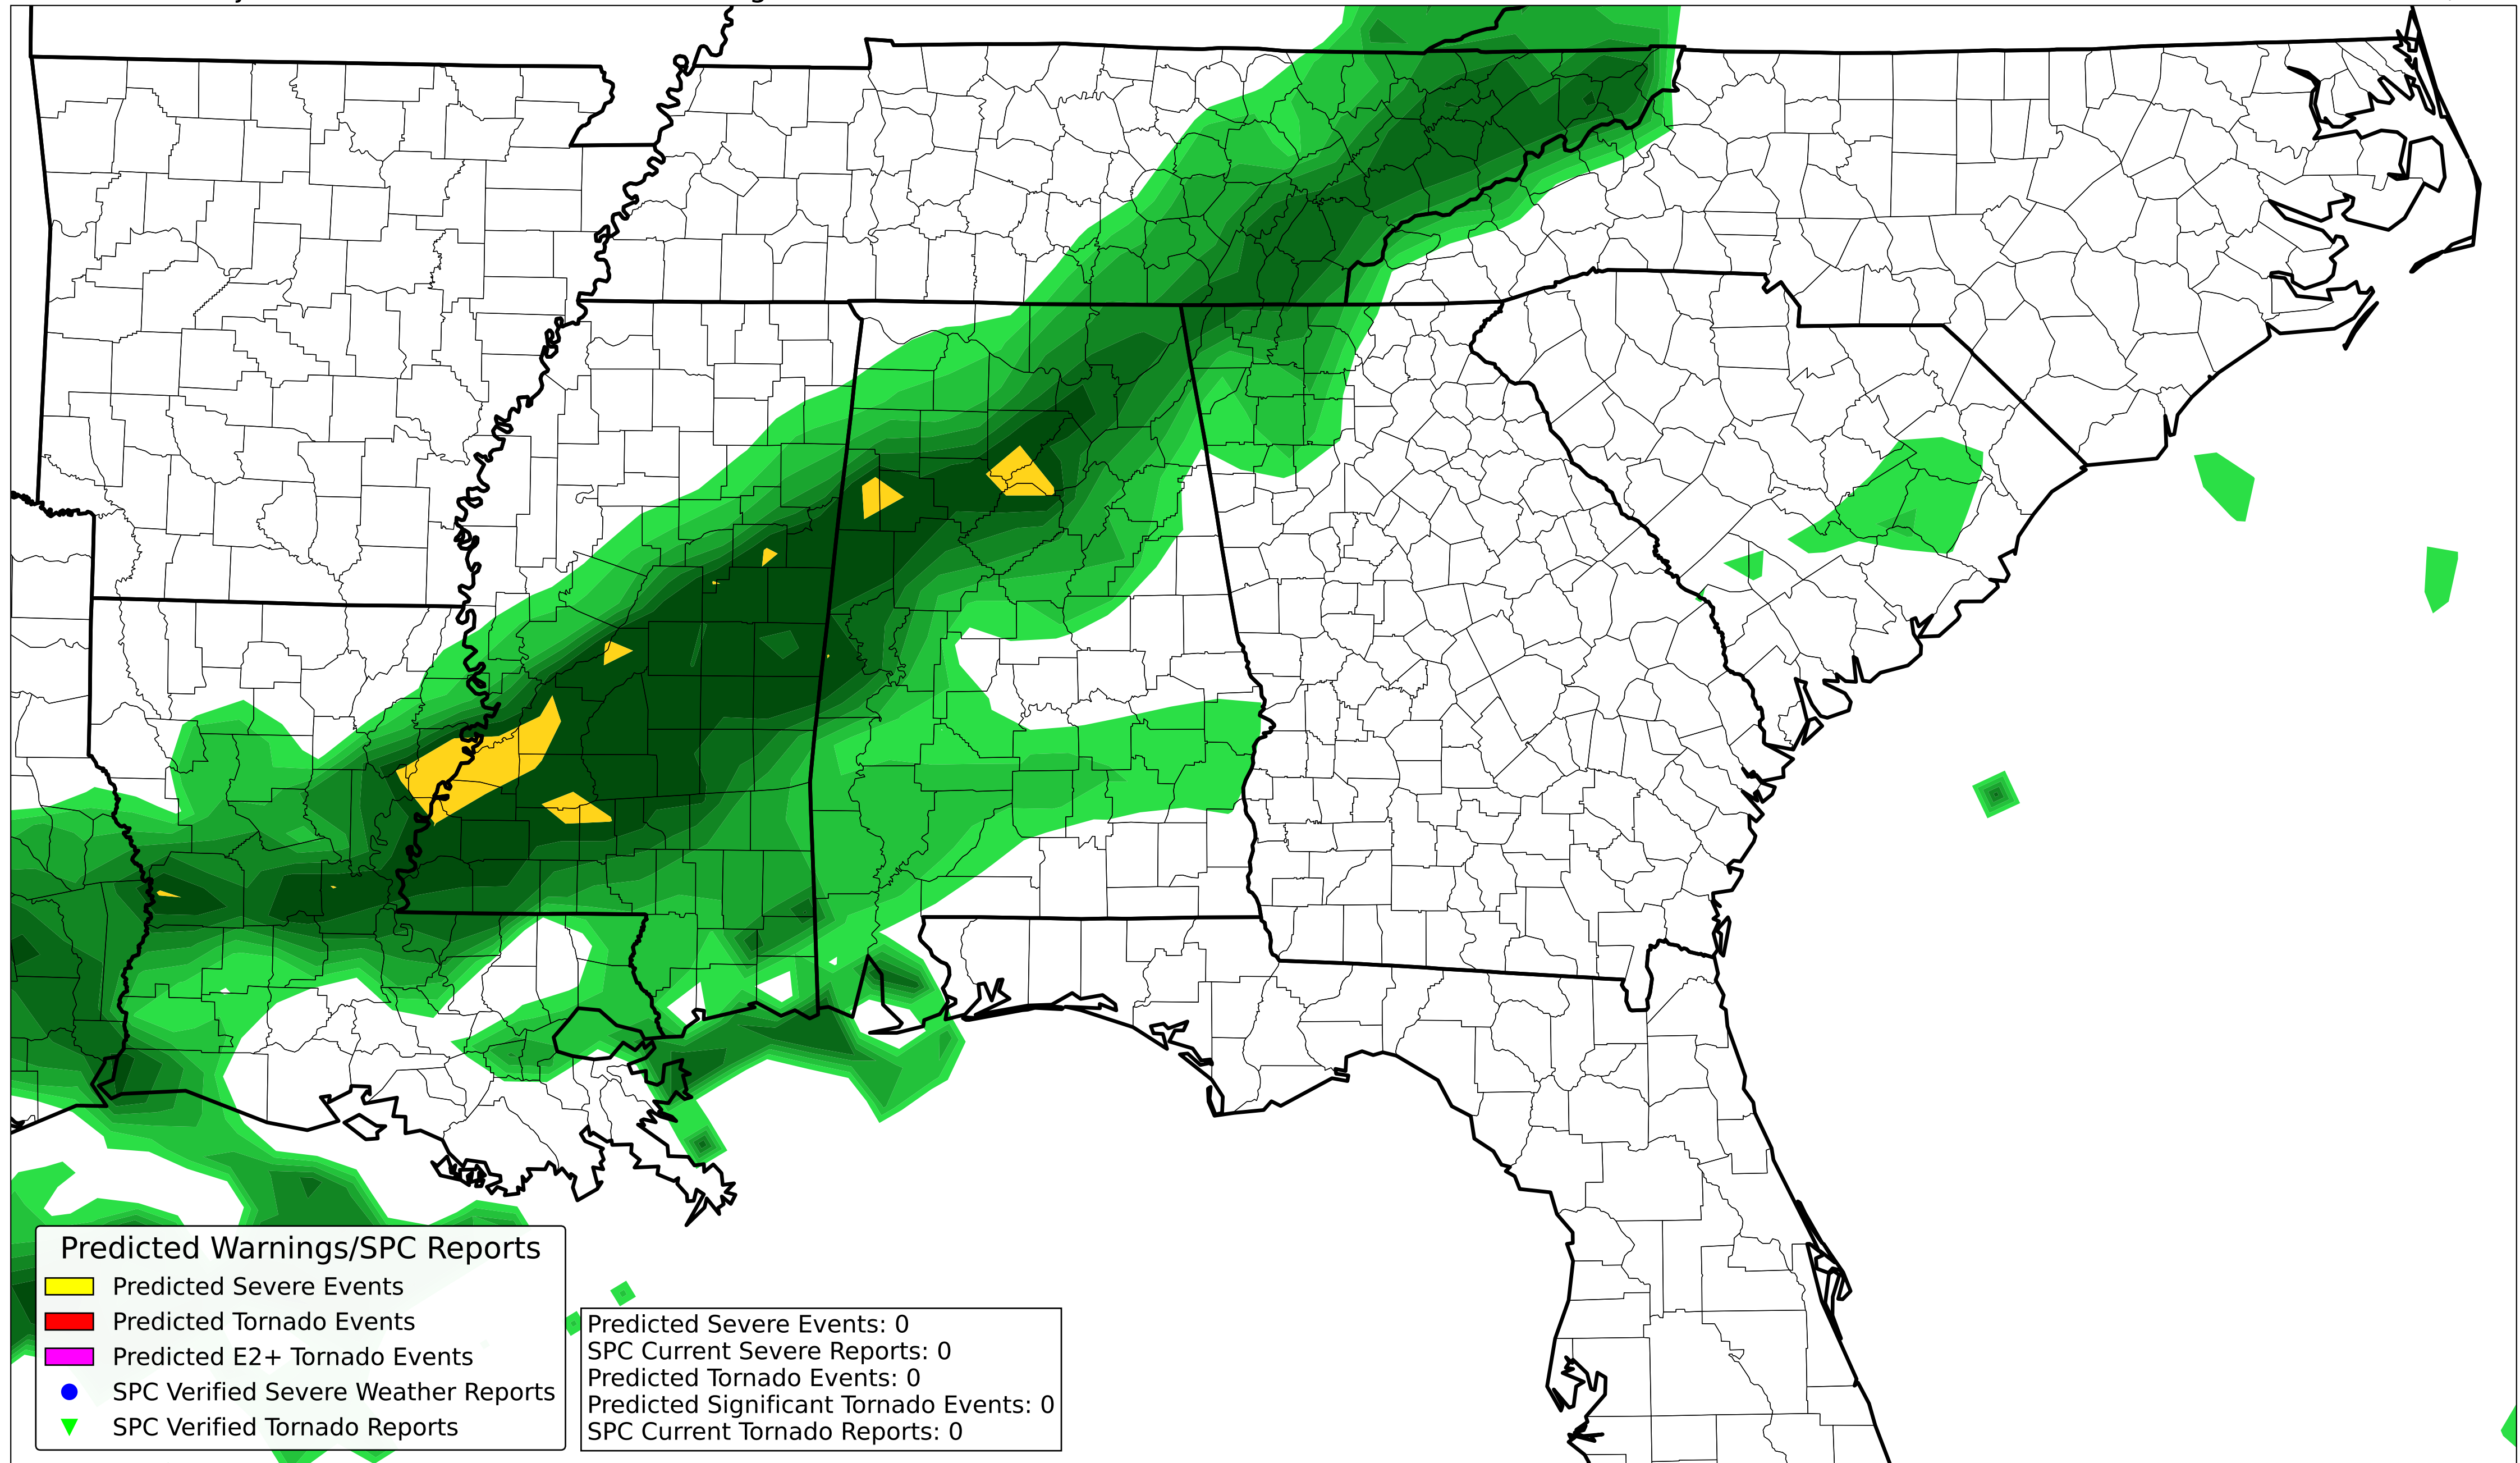 Predicted Warnings/SPC Reports
Predicted Severe Events
Predicted Tornado Events
Predicted E2+ Tornado Events
SPC Verified Severe Weather Reports
SPC Verified Tornado Reports
Predicted Severe Events: 0
SPC Current Severe Reports: 0
Predicted Tornado Events: 0
Predicted Significant Tornado Events: 0
SPC Current Tornado Reports: 0